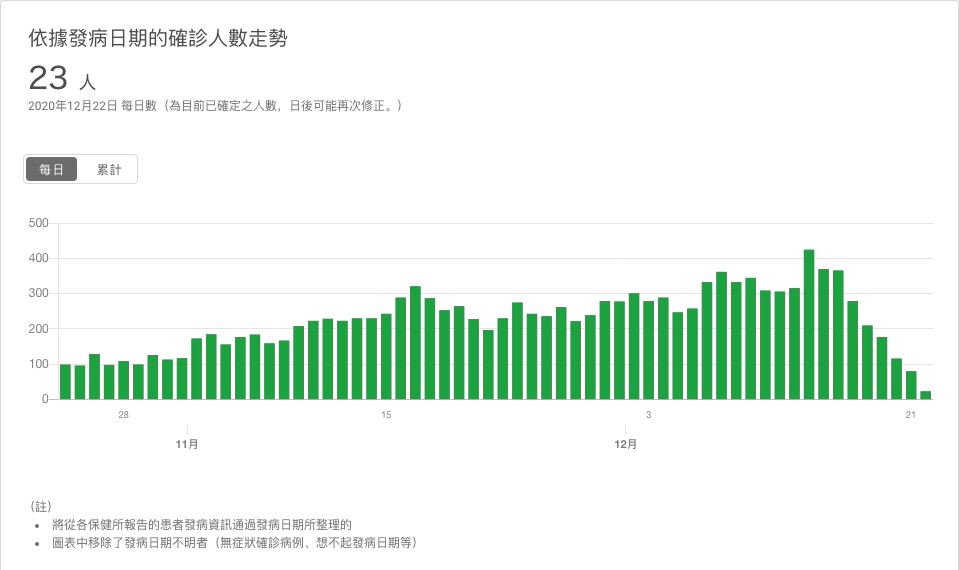 依據發病日期的確診人數走勢
23 人
2020年12月22日 每日數（為目前已確定之人數，日後可能再次修正。）
每日 累計
500
400
300
200
100
0
28 15 3 21
11月 12月
（註）
• 將從各保健所報告的患者發病資訊通過發病日期所整理的
• 圖表中移除了發病日期不明者（無症狀確診病例、想不起發病日期等）